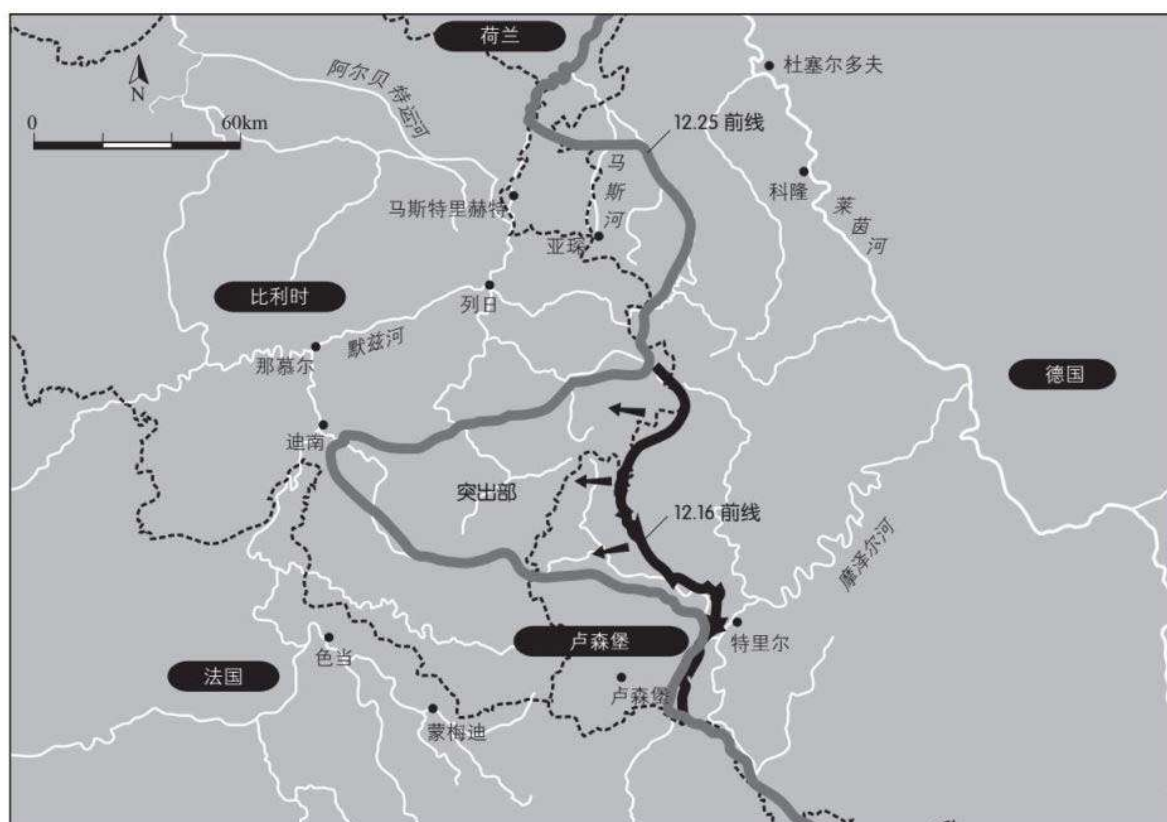 荷兰
杜塞尔多夫
阿尔贝特运河
N
0
60km
12.25 前线
马斯河
科隆
马斯特里赫特
莱茵河
亚琛
比利时
列日
默兹河
那慕尔
德国
迪南
突出部
12.16 前线
摩泽尔河
卢森堡
特里尔
色当
法国
卢森堡
蒙梅迪